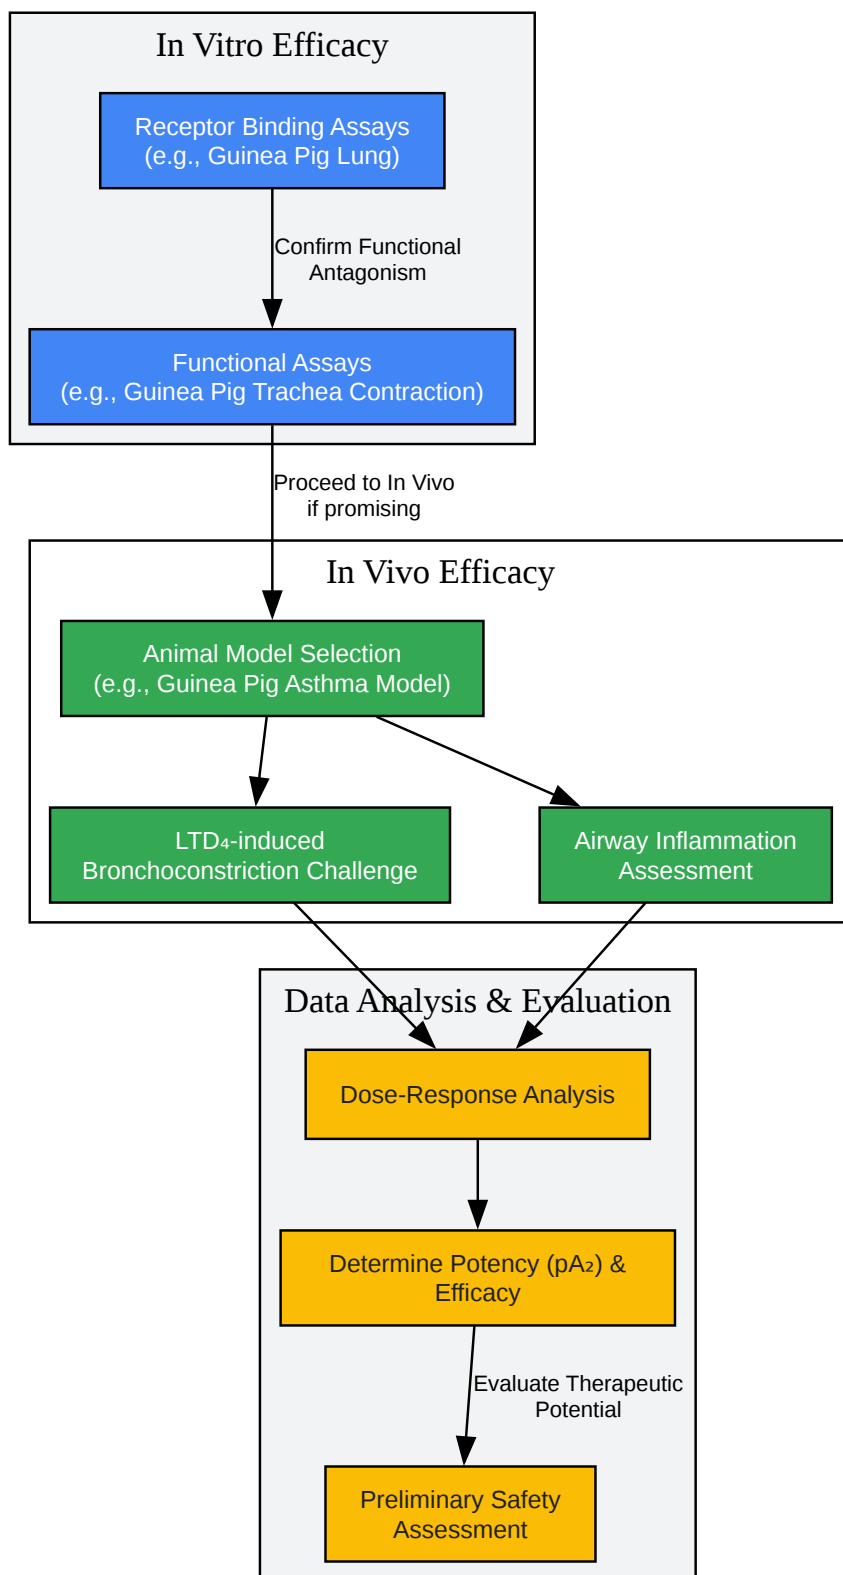 In Vitro Efficacy
Receptor Binding Assays
(e.g., Guinea Pig Lung)
Confirm Functional
Antagonism
Functional Assays
(e.g., Guinea Pig Trachea Contraction)
Proceed to In Vivo
if promising
In Vivo Efficacy
Animal Model Selection
(e.g., Guinea Pig Asthma Model)
LTD₄-induced
Bronchoconstriction Challenge
Airway Inflammation
Assessment
Data Analysis & Evaluation
Dose-Response Analysis
Determine Potency (pA₂) &
Efficacy
Evaluate Therapeutic
Potential
Preliminary Safety
Assessment